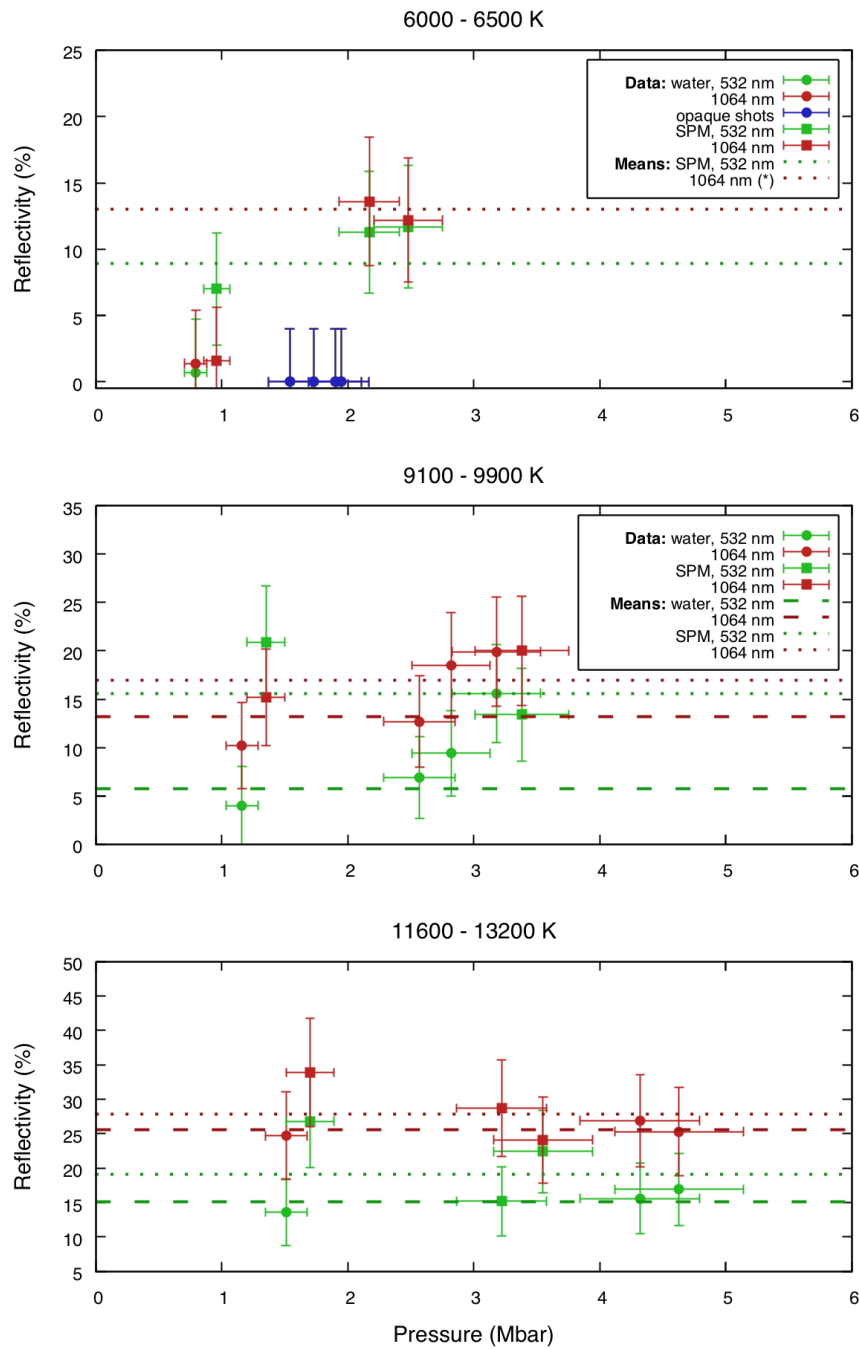 6000 - 6500 K
Reflectivity (%)
25
20
15
10
5
0
0 1 2 3 4 5 6
Data: water, 532 nm
1064 nm
opaque shots
SPM, 532 nm
1064 nm
Means: SPM, 532 nm
1064 nm (*)
9100 - 9900 K
Reflectivity (%)
35
30
25
20
15
10
5
0
0 1 2 3 4 5 6
Data: water, 532 nm
1064 nm
SPM, 532 nm
1064 nm
Means: water, 532 nm
1064 nm
SPM, 532 nm
1064 nm
11600 - 13200 K
Reflectivity (%)
50
45
40
35
30
25
20
15
10
5
0 1 2 3 4 5 6
Pressure (Mbar)